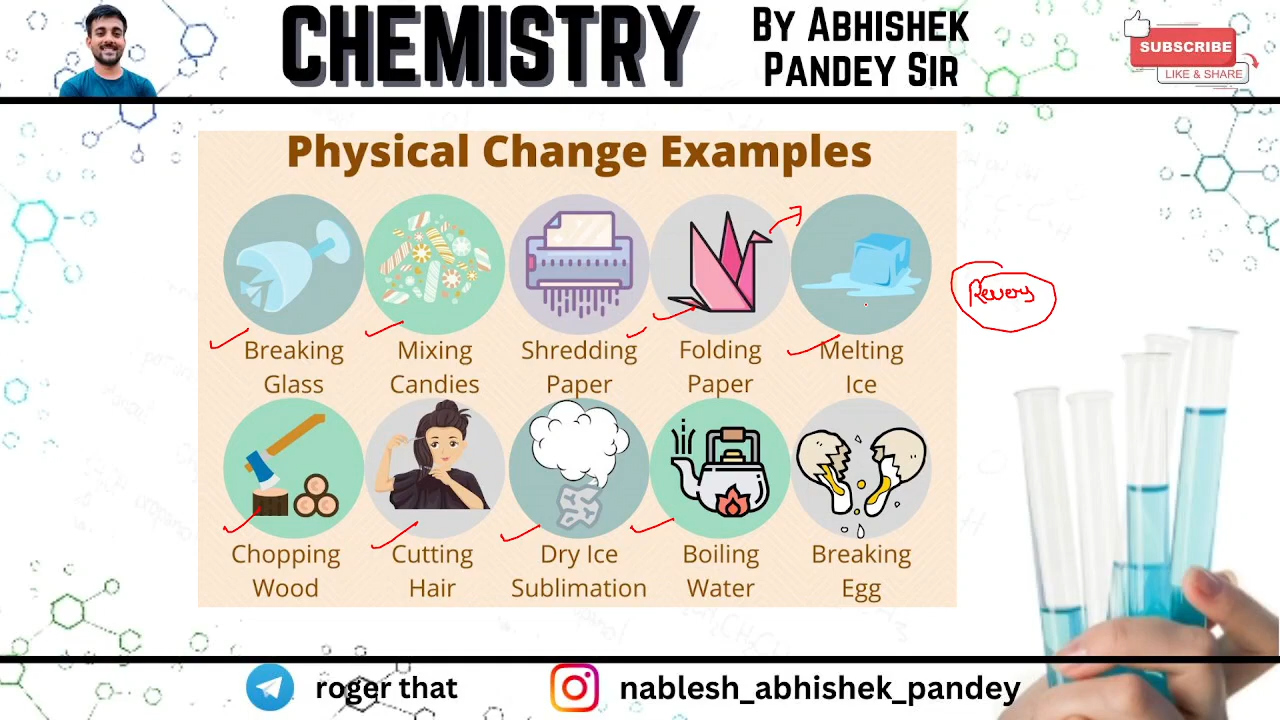 CHEMISTRY
BY ABHISHEK
PANDEY SIR
SUBSCRIBE
LIKE & SHARE
Physical Change Examples
Breaking
Glass
Mixing
Candies
Shredding
Paper
Folding
Paper
Melting
Ice
Revers
Chopping
Wood
Cutting
Hair
Dry Ice
Sublimation
Boiling
Water
Breaking
Egg
roger that
nablesh_abhishek_pandey